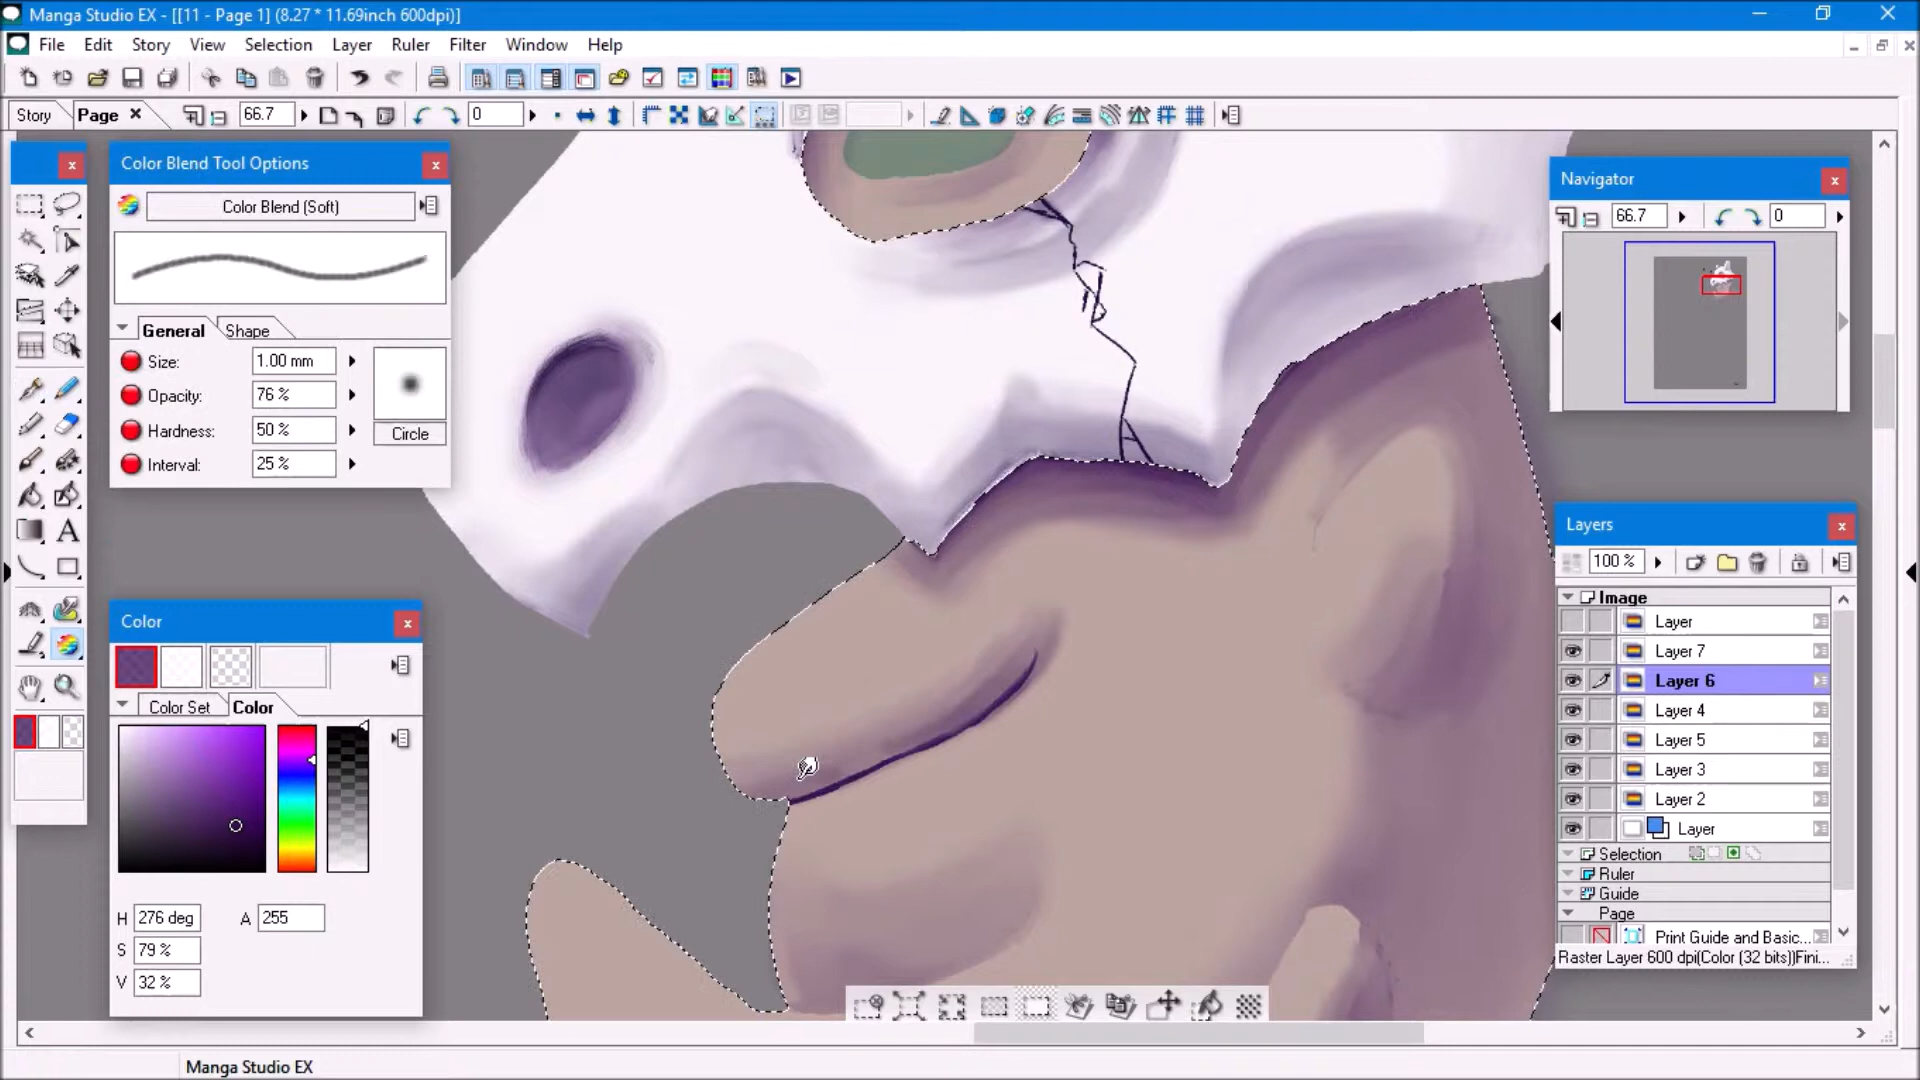 Manga Studio EX - [[11 - Page 1] (8.27 * 11.69inch 600dpi)]
File Edit Story View Selection Layer Ruler Filter Window Help
Story Page 66.7 0
Color Blend Tool Options
Color Blend (Soft)
General Shape
Size: 1.00 mm
Opacity: 76 %
Hardness: 50 %
Interval: 25 %
Circle
Navigator
66.7 0
Color
Color Set Color
H 276 deg A 255
S 79 %
V 32 %
Layers
100 %
Image
Layer
Layer 7
Layer 6
Layer 4
Layer 5
Layer 3
Layer 2
Layer
Selection
Ruler
Guide
Page
Print Guide and Basic...
Raster Layer 600 dpi(Color (32 bits))Fini...
A
Manga Studio EX